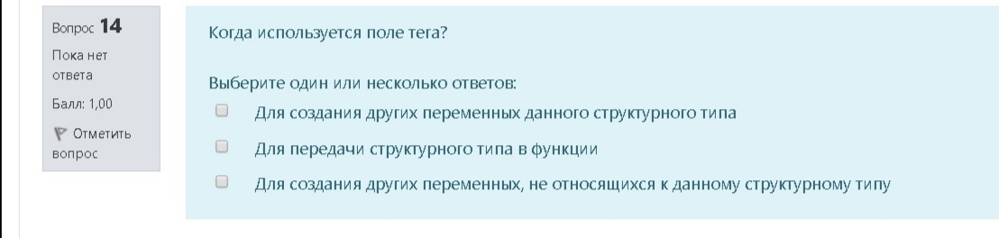 Вопрос 14
Пока нет
ответа
Балл: 1,00
Отметить
вопрос
Когда используется поле тега?
Выберите один или несколько ответов:
Для создания других переменных данного структурного типа
Для передачи структурного типа в функции
Для создания других переменных, не относящихся к данному структурному типу